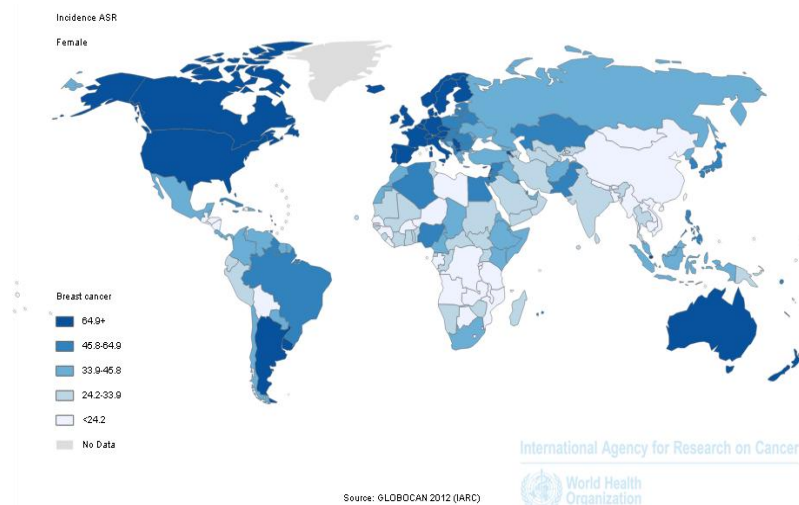 Incidence ASR
Female
Breast cancer
64.9+
45.8-64.9
33.9-45.8
24.2-33.9
<24.2
No Data
International Agency for Research on Cancer
World Health
Organization
Source: GLOBOCAN 2012 (IARC)